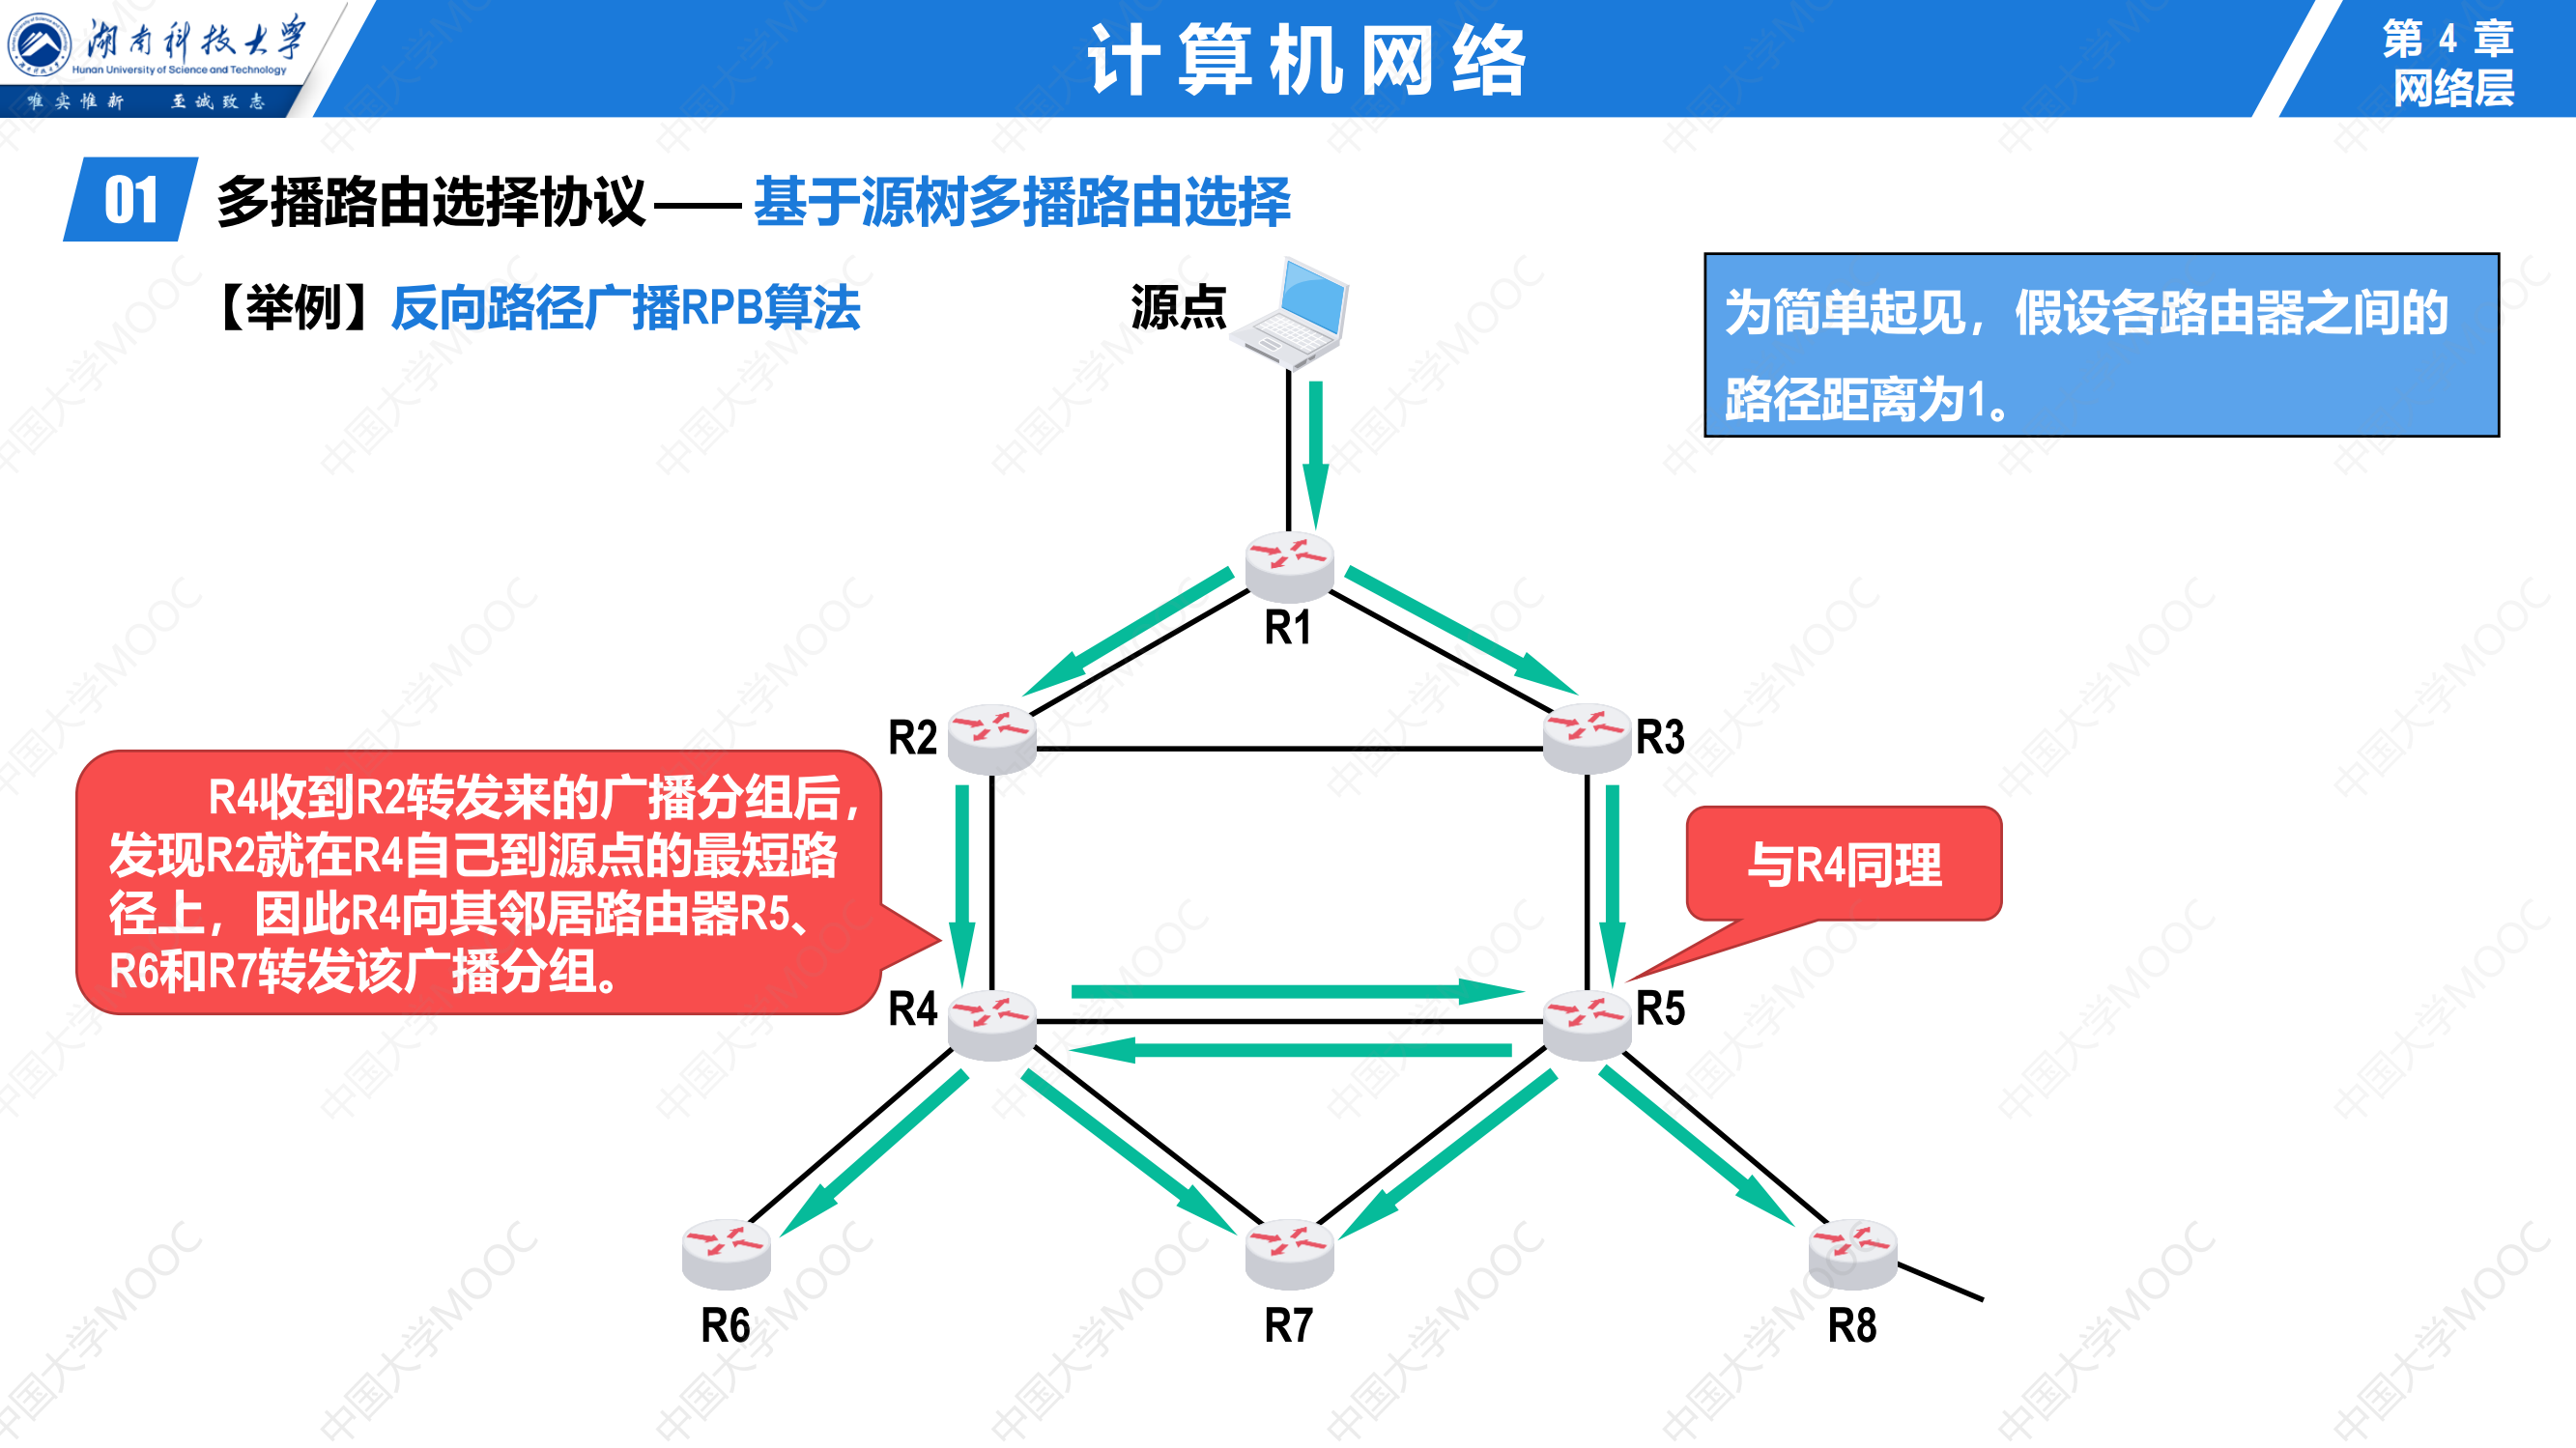 湖南科技大学
Hunan University of Science and Technology
唯实惟新 至诚致志
计算机网络
第 4 章
网络层
01
多播路由选择协议——基于源树多播路由选择
【举例】反向路径广播RPB算法
源点
为简单起见，假设各路由器之间的
路径距离为1。
R1
R2
R3
R4收到R2转发来的广播分组后，
发现R2就在R4自己到源点的最短路
径上，因此R4向其邻居路由器R5、
R6和R7转发该广播分组。
与R4同理
R4
R5
R6
R7
R8
中国大学MOOC